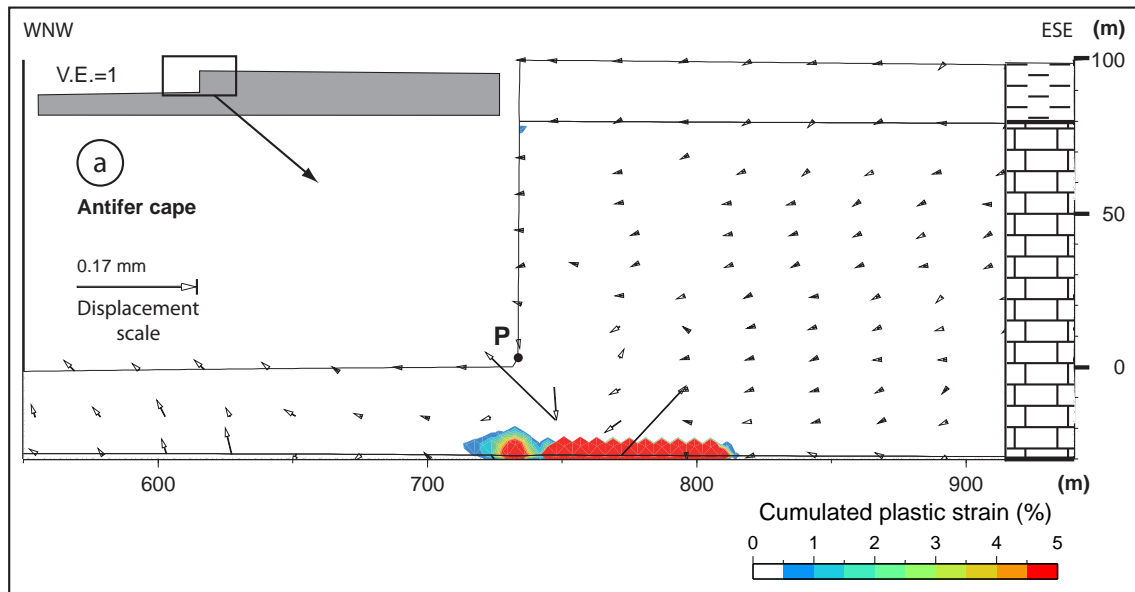 WNW
ESE (m)
V.E.=1
100
a
Antifer cape
50
0.17 mm
Displacement
scale
P
0
600 700 800 900 (m)
Cumulated plastic strain (%)
0 1 2 3 4 5